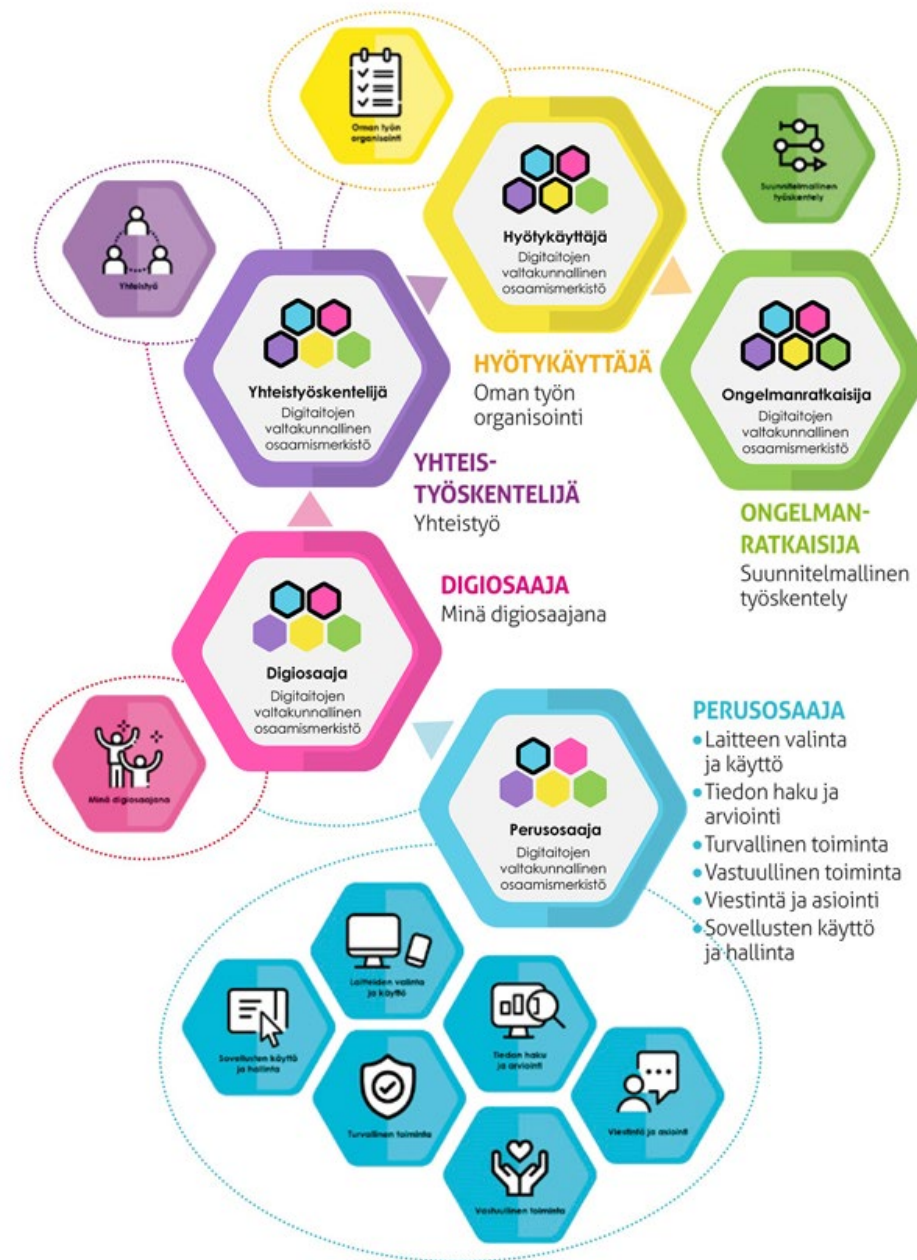 Oman työn
organisointi
Hyötykäyttäjä
Digitaitojen
valtakunnallinen
osaamismerkistö
Suunnitelmallinen
työskentely
Yhteistyö
Yhteistyöskentelijä
Digitaitojen
valtakunnallinen
osaamismerkistö
HYÖTYKÄYTTÄJÄ
Oman työn
organisointi
Ongelmanratkaisija
Digitaitojen
valtakunnallinen
osaamismerkistö
YHTEIS-
TYÖSKENTELIJÄ
Yhteistyö
ONGELMAN-
RATKAISIJA
Suunnitelmallinen
työskentely
DIGIOSAAJA
Minä digiosaajana
Digiosaaja
Digitaitojen
valtakunnallinen
osaamismerkistö
Minä digiosaajana
Perusosaaja
Digitaitojen
valtakunnallinen
osaamismerkistö
PERUSOSAAJA
• Laitteen valinta
ja käyttö
• Tiedon haku ja
arviointi
• Turvallinen toiminta
• Vastuullinen toiminta
• Viestintä ja asiointi
• Sovellusten käyttö
ja hallinta
Laitteiden valinta
ja käyttö
Sovellusten käyttö
ja hallinta
Tiedon haku
ja arviointi
Turvallinen toiminta
Viestintä ja asiointi
Vastuullinen toiminta